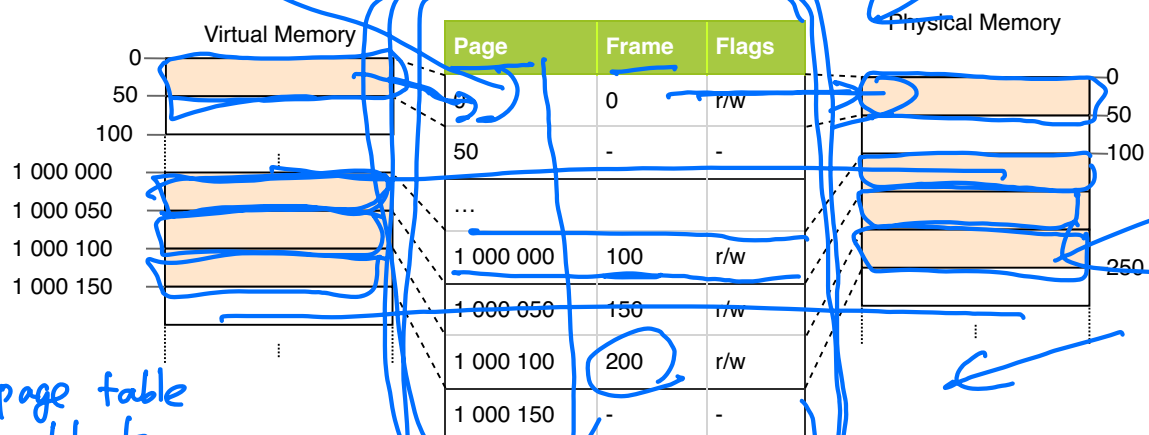 Virtual Memory
0
50
100
1 000 000
1 000 050
1 000 100
1 000 150
Page Frame Flags
0 0 r/w
50 - -
...
1 000 000 100 r/w
1 000 050 150 r/w
1 000 100 200 r/w
1 000 150 - -
Physical Memory
0
50
100
250
page table